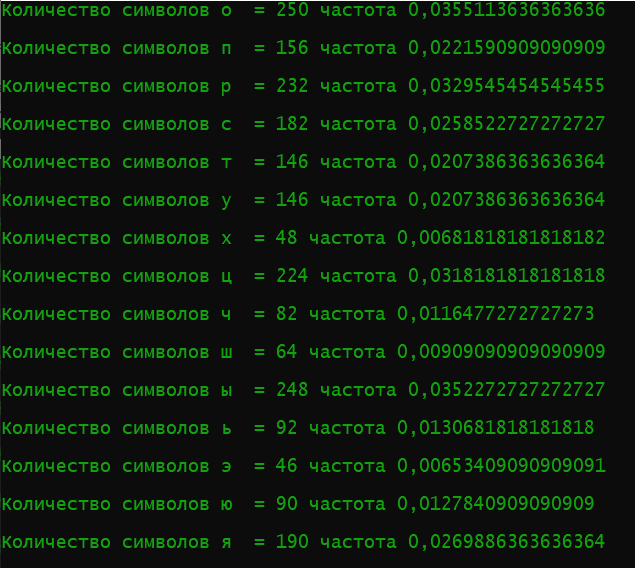 Количество символов о = 250 частота 0,0355113636363636
Количество символов п = 156 частота 0,0221590909090909
Количество символов р = 232 частота 0,0329545454545455
Количество символов с = 182 частота 0,0258522727272727
Количество символов т = 146 частота 0,0207386363636364
Количество символов у = 146 частота 0,0207386363636364
Количество символов х = 48 частота 0,00681818181818182
Количество символов ц = 224 частота 0,0318181818181818
Количество символов ч = 82 частота 0,0116477272727273
Количество символов ш = 64 частота 0,00909090909090909
Количество символов ы = 248 частота 0,0352272727272727
Количество символов ь = 92 частота 0,0130681818181818
Количество символов э = 46 частота 0,00653409090909091
Количество символов ю = 90 частота 0,0127840909090909
Количество символов я = 190 частота 0,0269886363636364